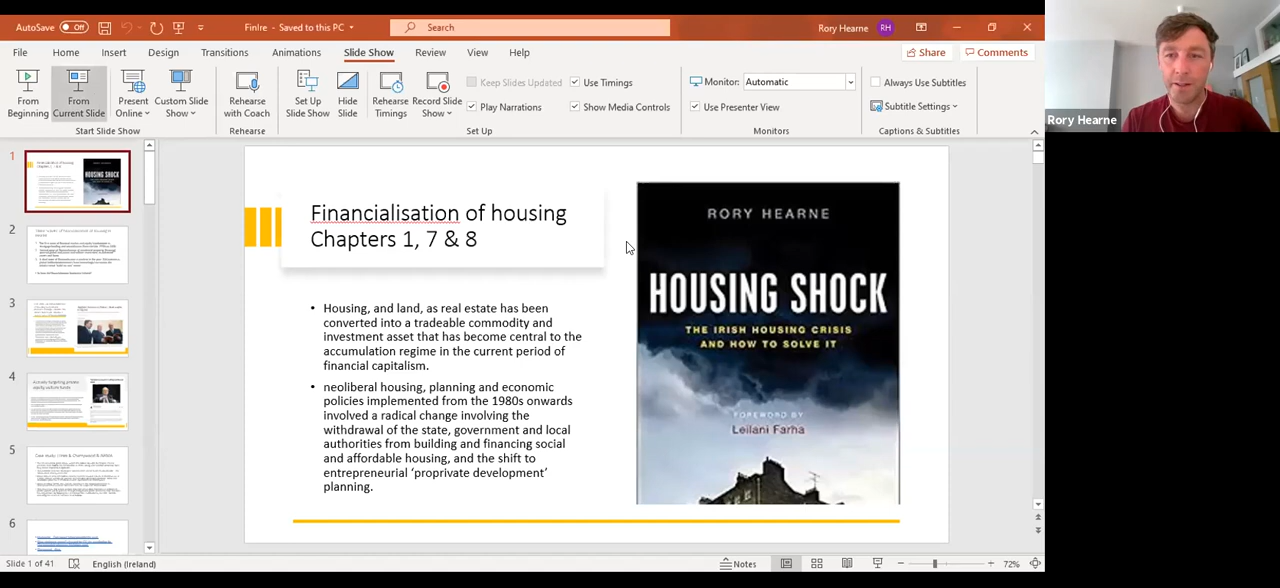 AutoSave Off FinIre - Saved to this PC Search Rory Hearne RH
File Home Insert Design Transitions Animations Slide Show Review View Help Share Comments
From Beginning
From Current Slide
Present Online
Custom Slide Show
Start Slide Show
Rehearse with Coach
Rehearse
Set Up Slide Show
Hide Slide
Rehearse Timings
Record Slide Show
Keep Slides Updated
Play Narrations
Use Timings
Show Media Controls
Set Up
Monitor: Automatic
Use Presenter View
Monitors
Always Use Subtitles
Subtitle Settings
Captions & Subtitles
Rory Hearne
1
2
3
4
5
6
HOUSING SHOCK
Financialisation of housing
Chapters 1, 7 & 8
• Housing, and land, as real estate has been
converted into a tradeable commodity and
investment asset that has become central to the
accumulation regime in the current period of
financial capitalism.
• neoliberal housing, planning and economic
policies implemented from the 1980s onwards
involved a radical change involving the
withdrawal of the state, government and local
authorities from building and financing social
and affordable housing, and the shift to
entrepreneurial 'proprivate development'
planning.
RORY HEARNE
HOUSING SHOCK
THE IRISH HOUSING CRISIS
AND HOW TO SOLVE IT
FOREWORD BY
Leilani Farha
Slide 1 of 41 English (Ireland) Notes 72%